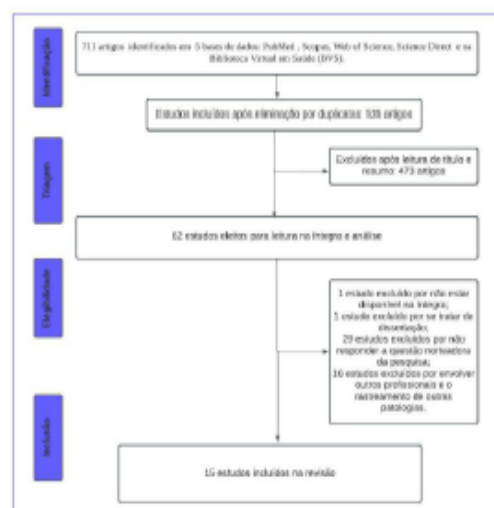 Identificação
711 artigos identificados em 5 bases de dados: PubMed , Scopus, Web of Science, Science Direct e na
Biblioteca Virtual em Saúde (BVS).
Estudos incluídos após eliminação por duplicatas: 535 artigos
Triagem
Excluídos após leitura de título e
resumo: 473 artigos
62 estudos eleitos para leitura na íntegra e análise
Elegibilidade
1 estudo excluído por não estar
disponível na íntegra;
1 estudo excluído por se tratar de
dissertação;
29 estudos excluídos por não
responder a questão norteadora
da pesquisa;
16 estudos excluídos por envolver
outros profissionais e o
rastreamento de outras
patologias.
Inclusão
15 estudos incluídos na revisão